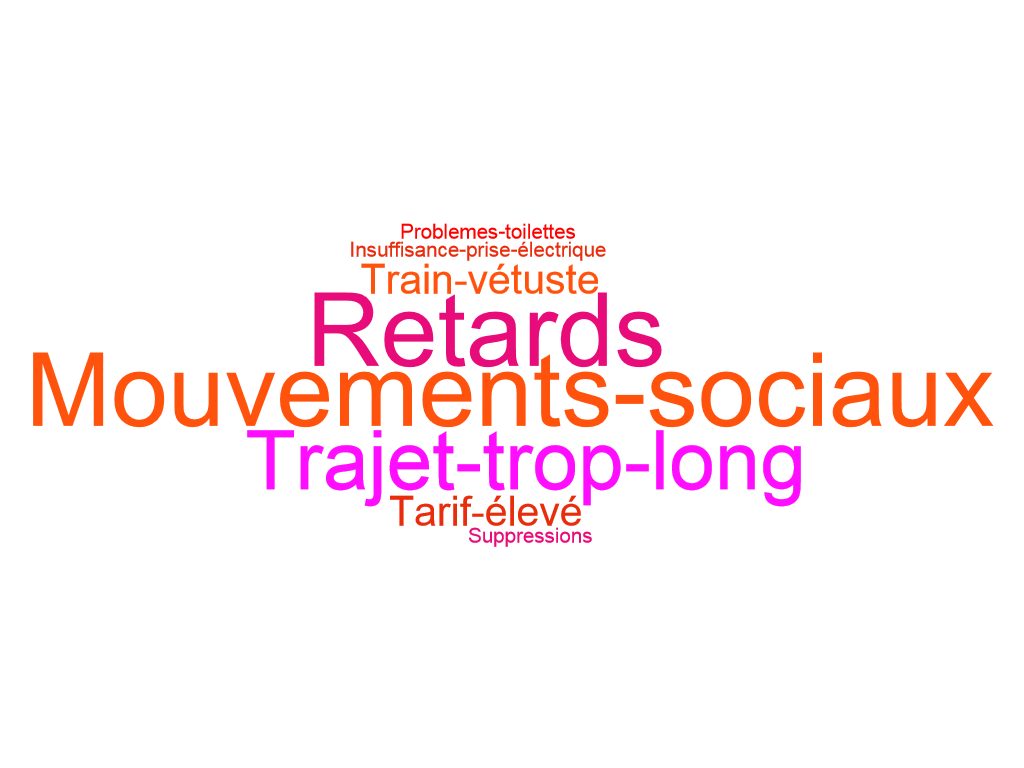 Problemes-toilettes
Insuffisance-prise-électrique
Train-vétuste
Retards
Mouvements-sociaux
Trajet-trop-long
Tarif-élevé
Suppressions